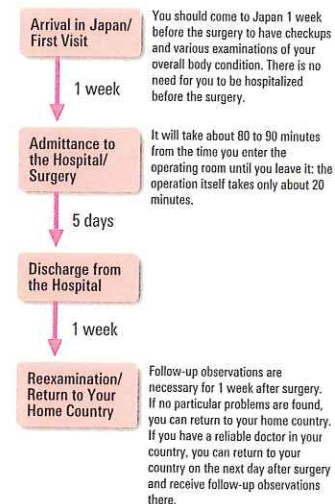 Arrival in Japan/
First Visit
You should come to Japan 1 week
before the surgery to have checkups
and various examinations of your
overall body condition. There is no
need for you to be hospitalized
before the surgery.
1 week
Admittance to
the Hospital/
Surgery
It will take about 80 to 90 minutes
from the time you enter the
operating room until you leave it: the
operation itself takes only about 20
minutes.
5 days
Discharge from
the Hospital
1 week
Reexamination/
Return to Your
Home Country
Follow-up observations are
necessary for 1 week after surgery.
If no particular problems are found,
you can return to your home country.
If you have a reliable doctor in your
country, you can return to your
country on the next day after surgery
and receive follow-up observations
there.